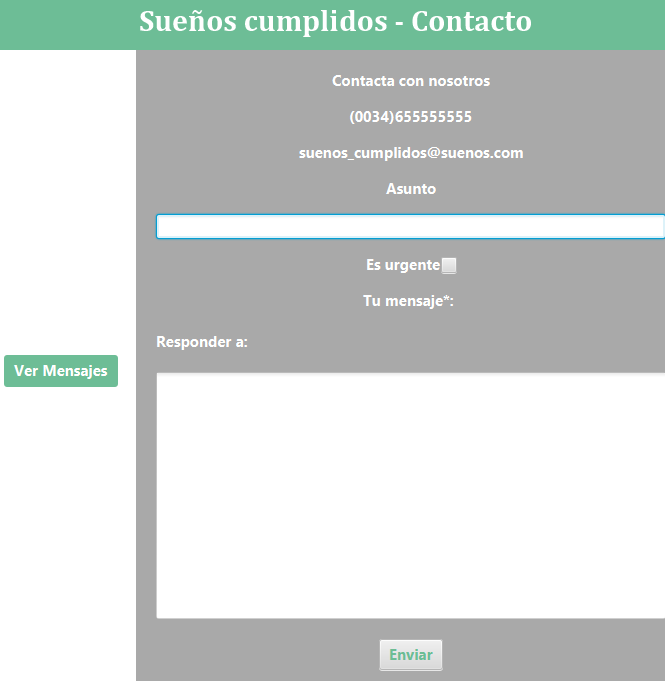 Sueños cumplidos - Contacto
Contacta con nosotros
(0034)655555555
suenos_cumplidos@suenos.com
Asunto
Es urgente
Tu mensaje*:
Responder a:
Ver Mensajes
Enviar